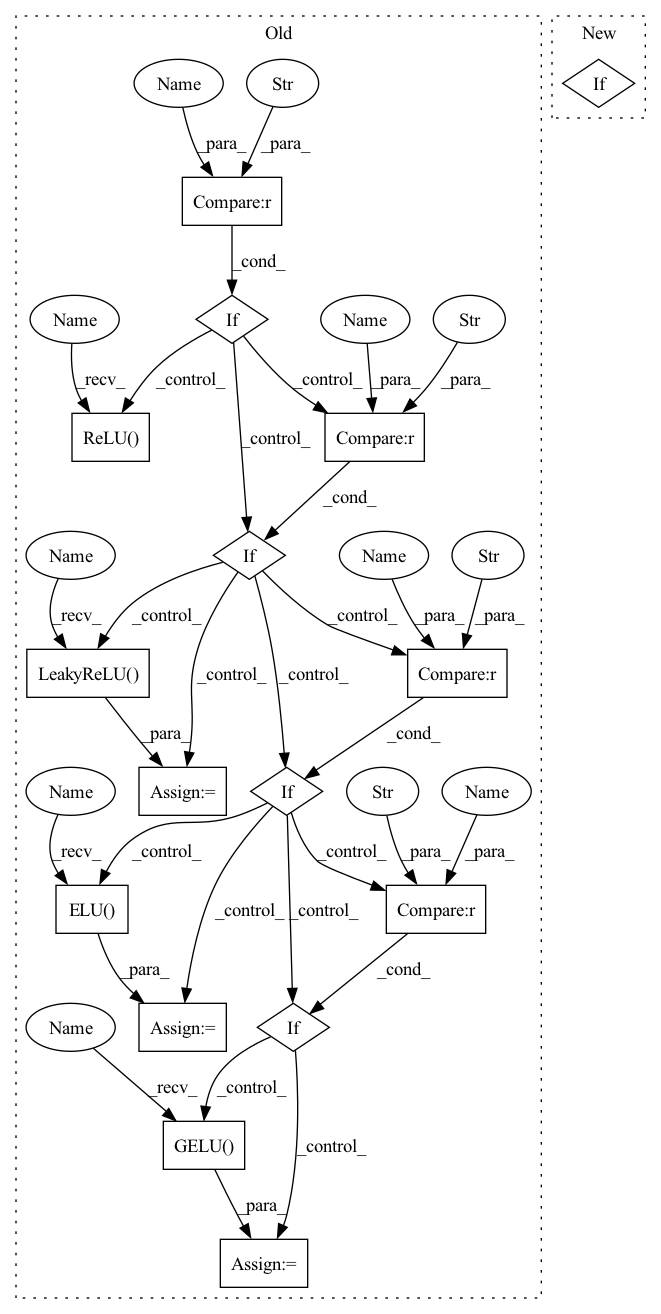 Old
New
Name
Str
If
_para_
_para_
Compare:r
_cond_
Name
If
Name
Str
_recv_
_control_
_control_
_para_
_para_
ReLU()
_control_
Compare:r
_cond_
Name
If
Name
Str
_recv_
_control_
_control_
_para_
_para_
LeakyReLU()
_control_
_control_
Compare:r
_para_
_cond_
Name
Assign:=
If
Str
Name
_recv_
_control_
_control_
_para_
_para_
ELU()
_control_
_control_
Compare:r
_para_
_cond_
Name
Assign:=
If
_recv_
_control_
GELU()
_control_
_para_
Assign:=